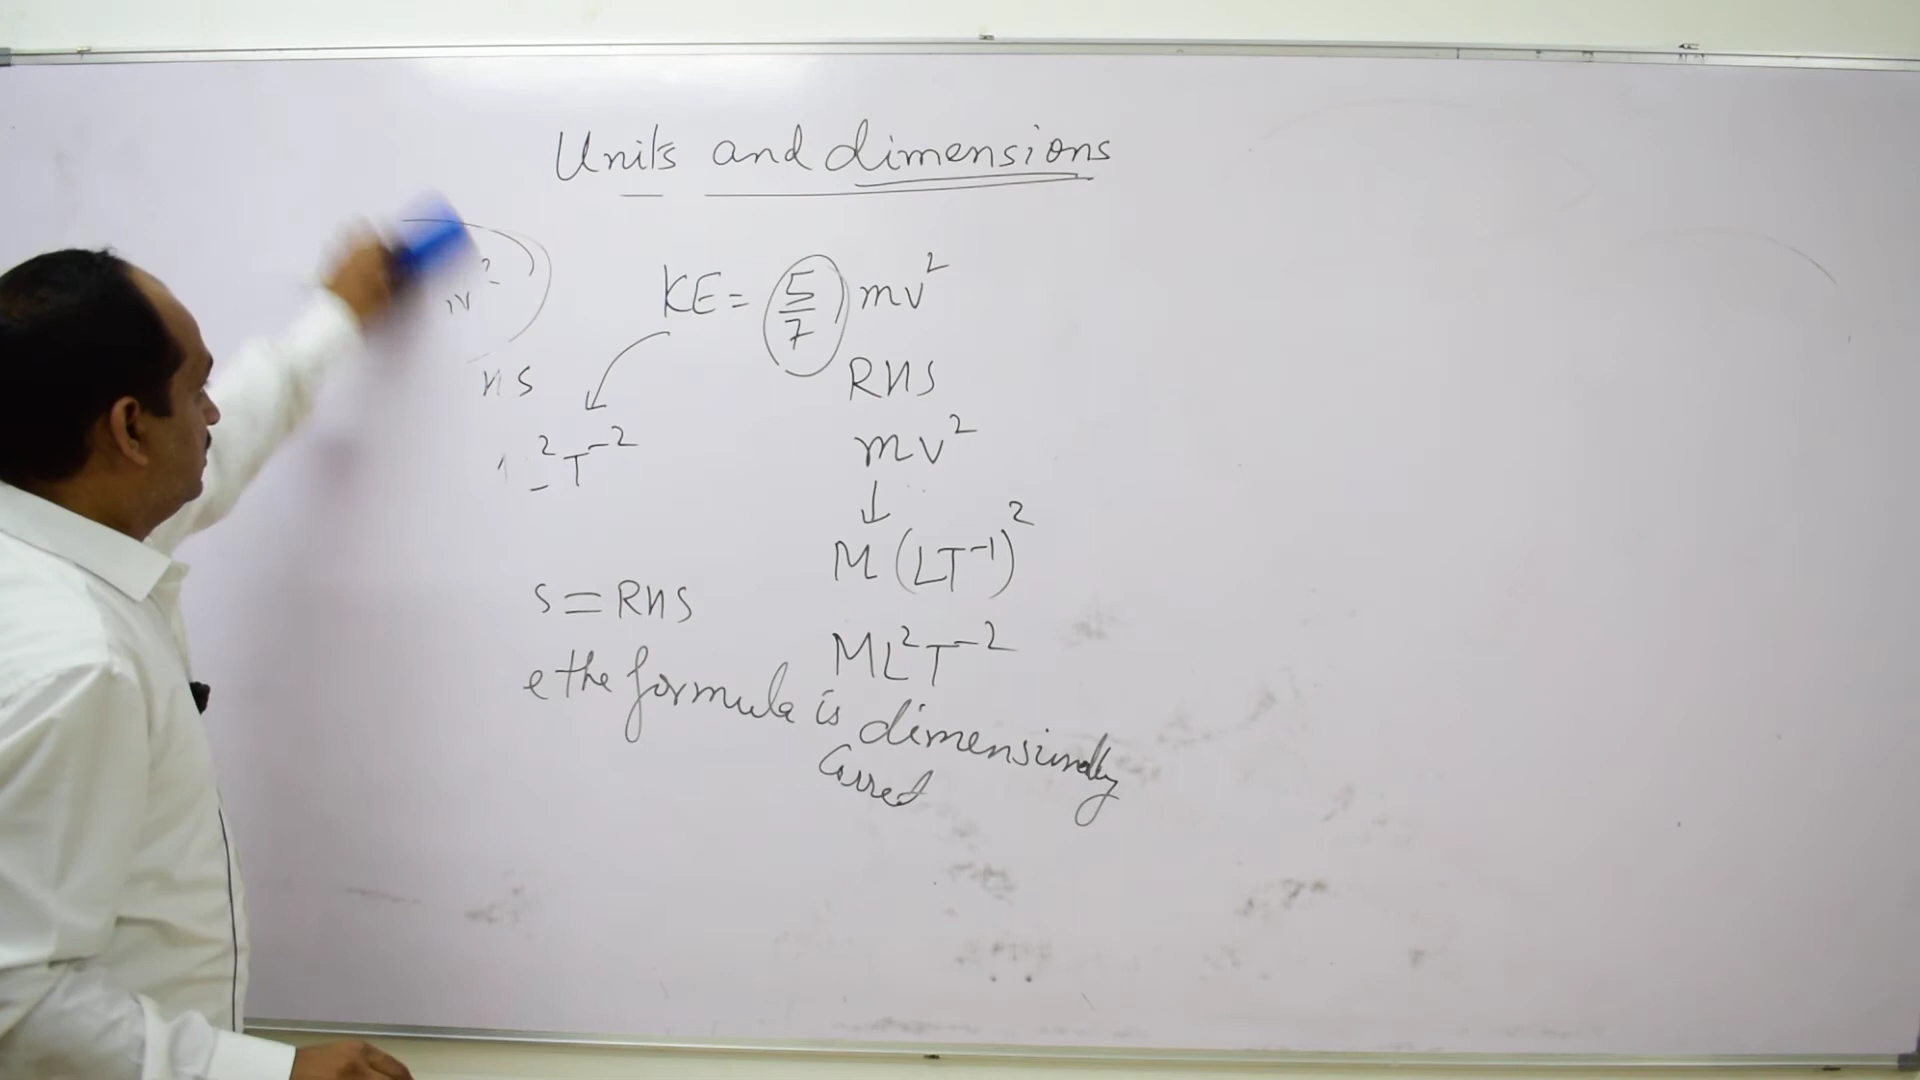 Units and dimensions
KE = 5/7 mv²
RHS
mv²
↓
L²T⁻²
M(LT⁻¹)²
S = RHS
ML²T⁻²
e the formula is dimensionally
Correct